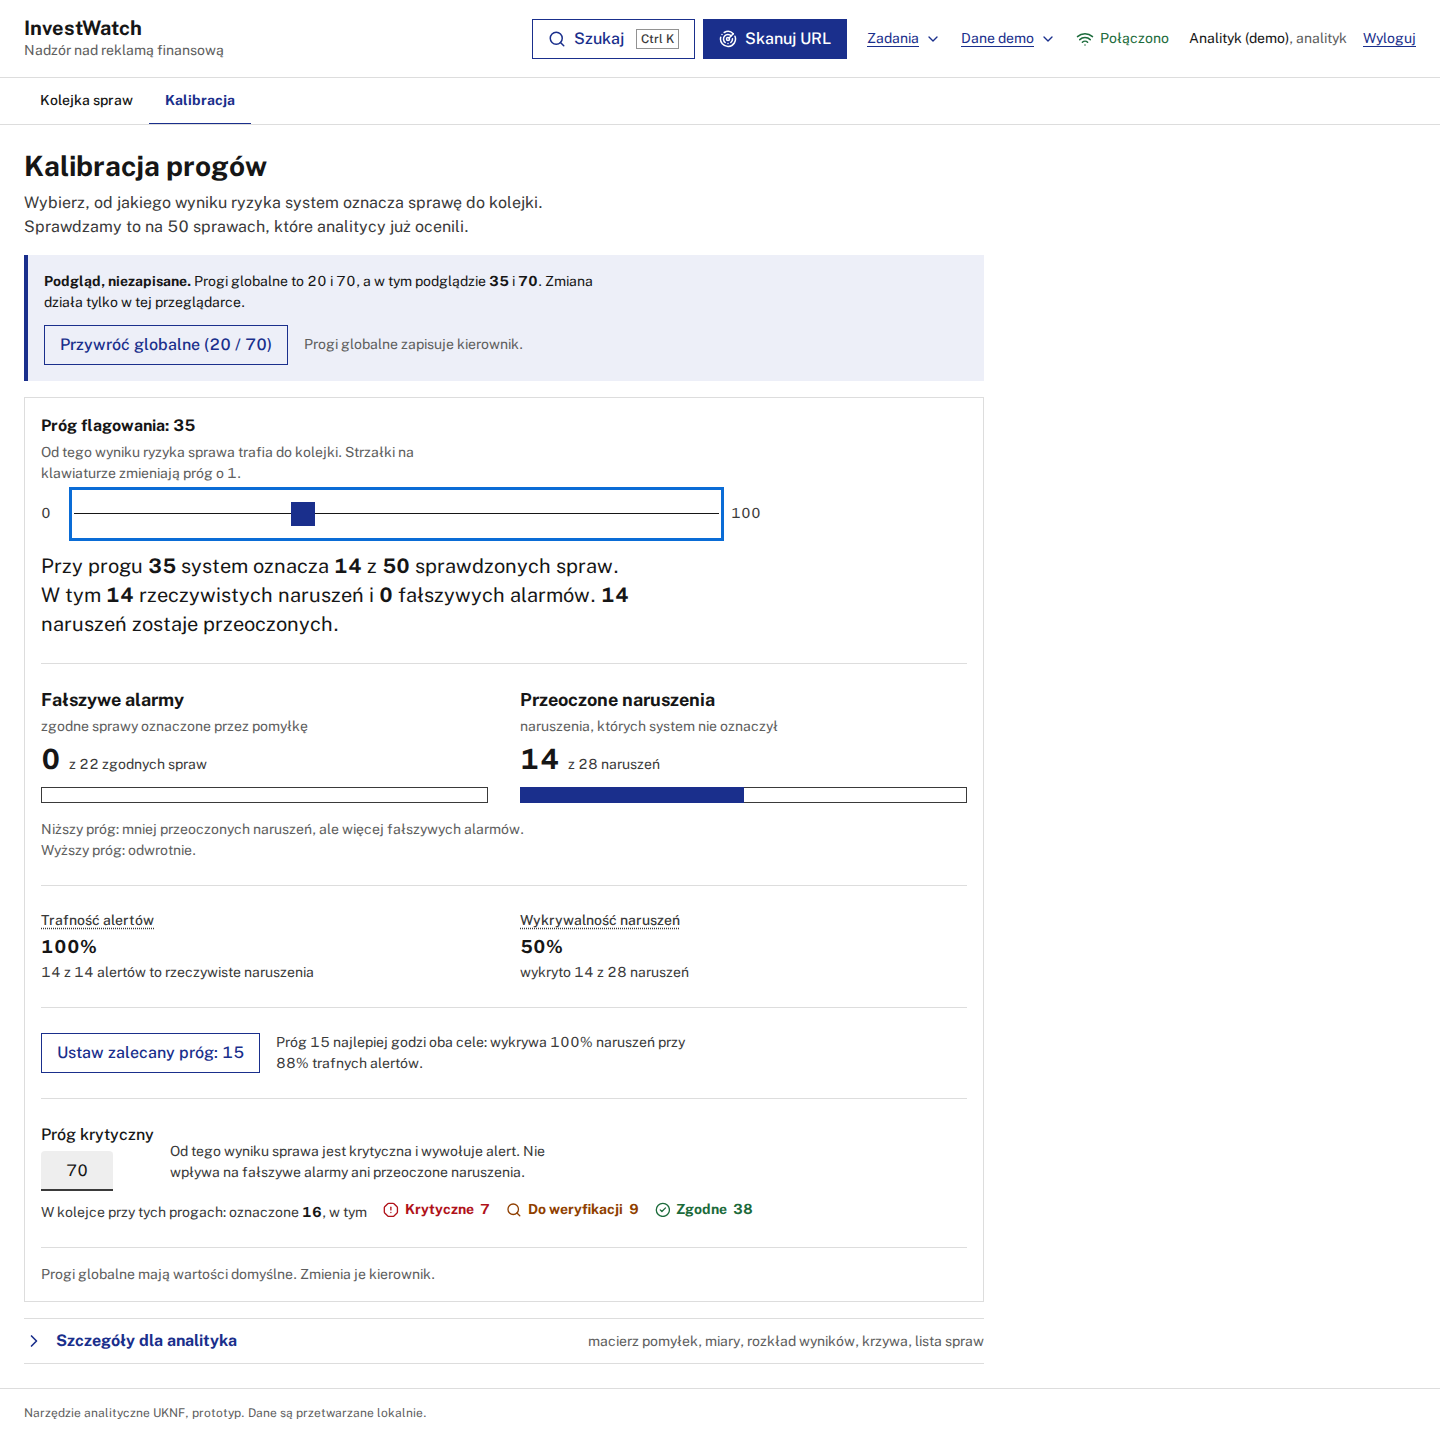 InvestWatch
Nadzór nad reklamą finansową
Szukaj Ctrl K
Skanuj URL
Zadania
Dane demo
Połączono
Analityk (demo), analityk
Wyloguj
Kolejka spraw
Kalibracja
Kalibracja progów
Wybierz, od jakiego wyniku ryzyka system oznacza sprawę do kolejki.
Sprawdzamy to na 50 sprawach, które analitycy już ocenili.
Podgląd, niezapisane. Progi globalne to 20 i 70, a w tym podglądzie 35 i 70. Zmiana
działa tylko w tej przeglądarce.
Przywróć globalne (20 / 70)
Progi globalne zapisuje kierownik.
Próg flagowania: 35
Od tego wyniku ryzyka sprawa trafia do kolejki. Strzałki na
klawiaturze zmieniają próg o 1.
0
100
Przy progu 35 system oznacza 14 z 50 sprawdzonych spraw.
W tym 14 rzeczywistych naruszeń i 0 fałszywych alarmów. 14
naruszeń zostaje przeoczonych.
Fałszywe alarmy
zgodne sprawy oznaczone przez pomyłkę
0 z 22 zgodnych spraw
Przeoczone naruszenia
naruszenia, których system nie oznaczył
14 z 28 naruszeń
Niższy próg: mniej przeoczonych naruszeń, ale więcej fałszywych alarmów.
Wyższy próg: odwrotnie.
Trafność alertów
100%
14 z 14 alertów to rzeczywiste naruszenia
Wykrywalność naruszeń
50%
wykryto 14 z 28 naruszeń
Ustaw zalecany próg: 15
Próg 15 najlepiej godzi oba cele: wykrywa 100% naruszeń przy
88% trafnych alertów.
Próg krytyczny
70
Od tego wyniku sprawa jest krytyczna i wywołuje alert. Nie
wpływa na fałszywe alarmy ani przeoczone naruszenia.
W kolejce przy tych progach: oznaczone 16, w tym Krytyczne 7 Do weryfikacji 9 Zgodne 38
Progi globalne mają wartości domyślne. Zmienia je kierownik.
Szczegóły dla analityka
macierz pomyłek, miary, rozkład wyników, krzywa, lista spraw
Narzędzie analityczne UKNF, prototyp. Dane są przetwarzane lokalnie.